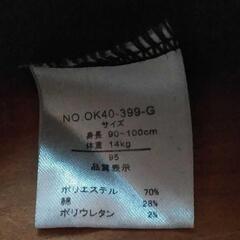 NO.OK40-399-G
サイズ
身長 90~100cm
体重 14kg
95
品質表示
ポリエステル 70%
綿 28%
ポリウレタン 2%